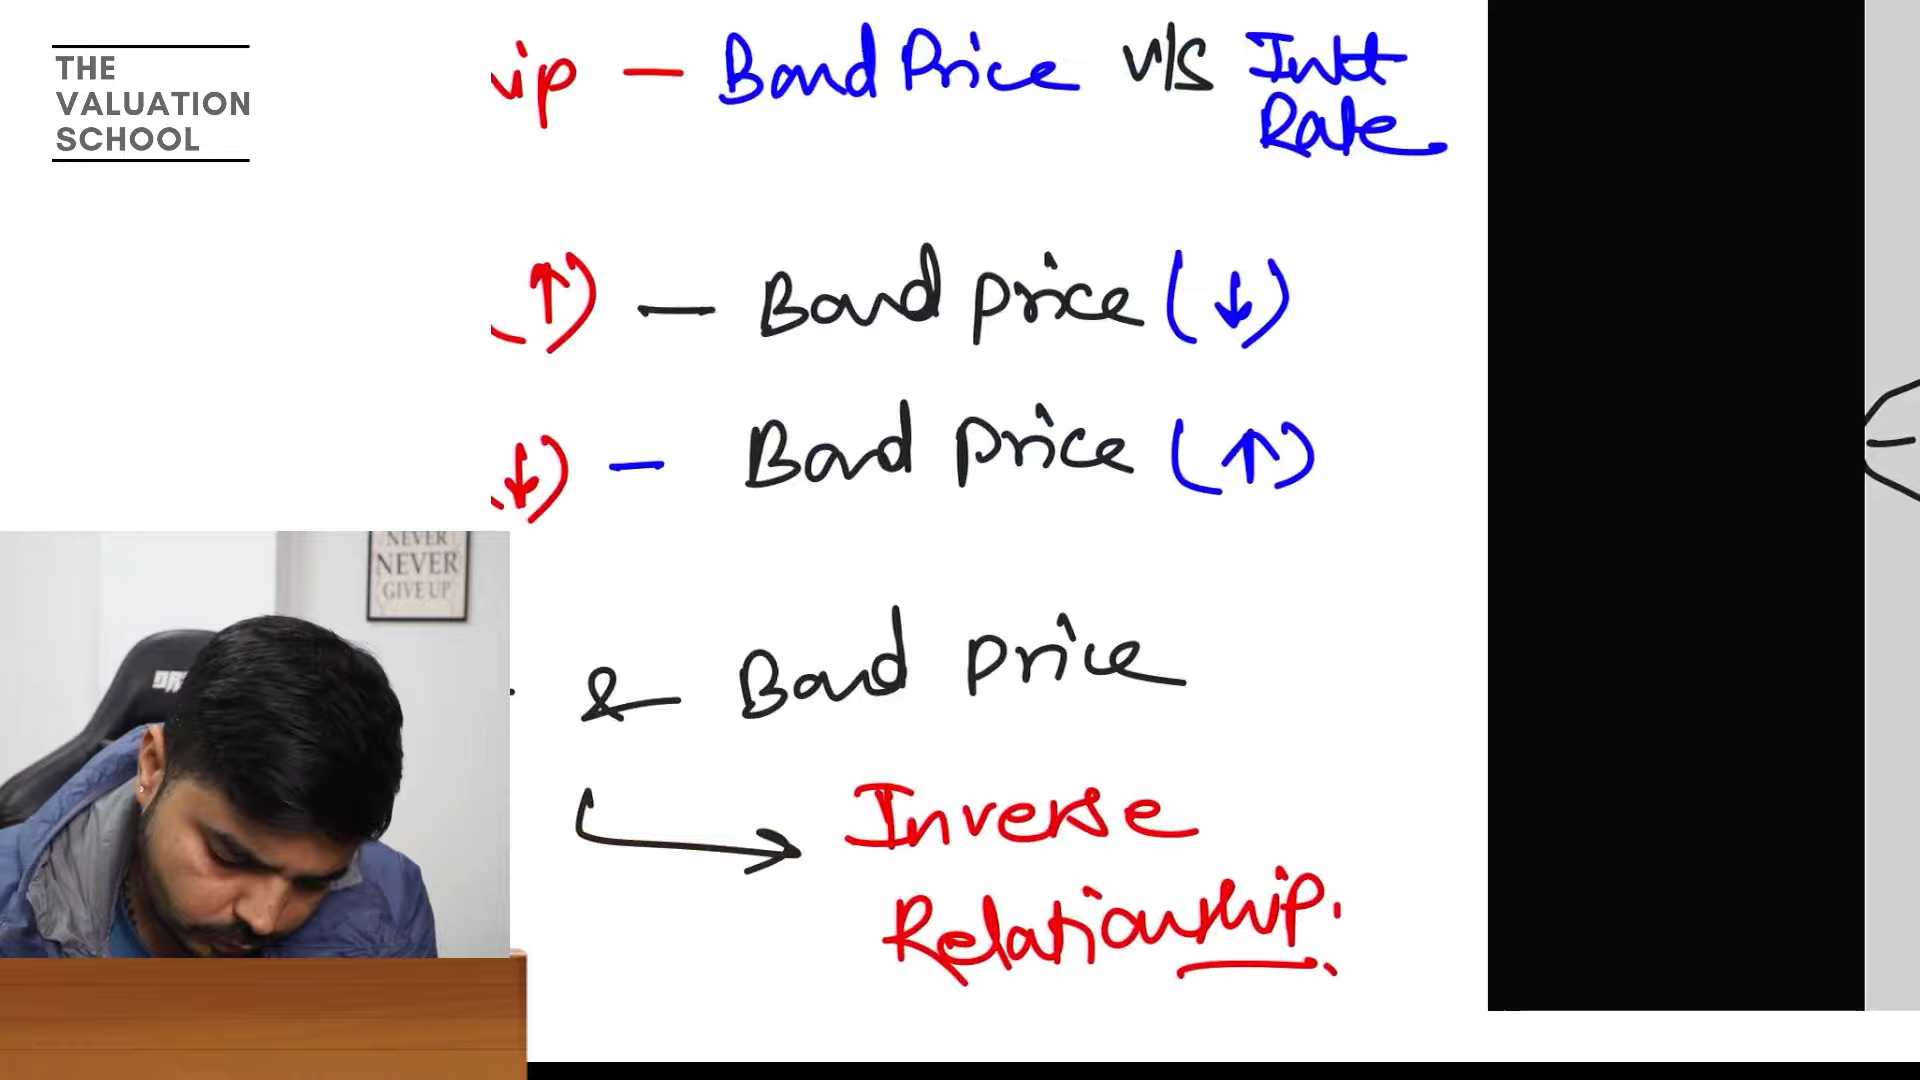 THE
VALUATION
SCHOOL
ip — Bond Price v/s Intt
Rate
↑) — Bond price (↓)
↓) — Bond price (↑)
& Bond price
Inverse
Relationship.
NEVER
NEVER
GIVE UP